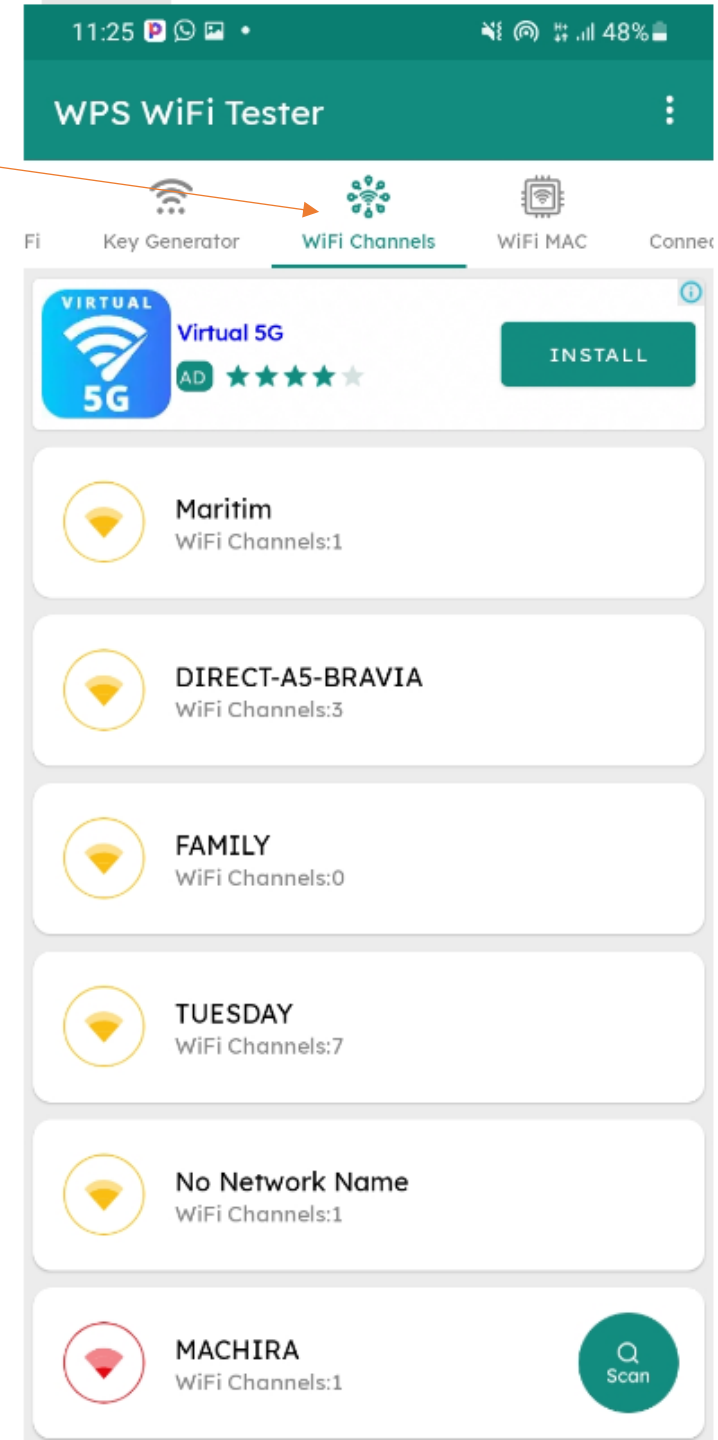 11:25
48%
WPS WiFi Tester
Fi
Key Generator
WiFi Channels
WiFi MAC
Connec
VIRTUAL
5G
Virtual 5G
AD
INSTALL
Maritim
WiFi Channels:1
DIRECT-A5-BRAVIA
WiFi Channels:3
FAMILY
WiFi Channels:0
TUESDAY
WiFi Channels:7
No Network Name
WiFi Channels:1
MACHIRA
WiFi Channels:1
Scan